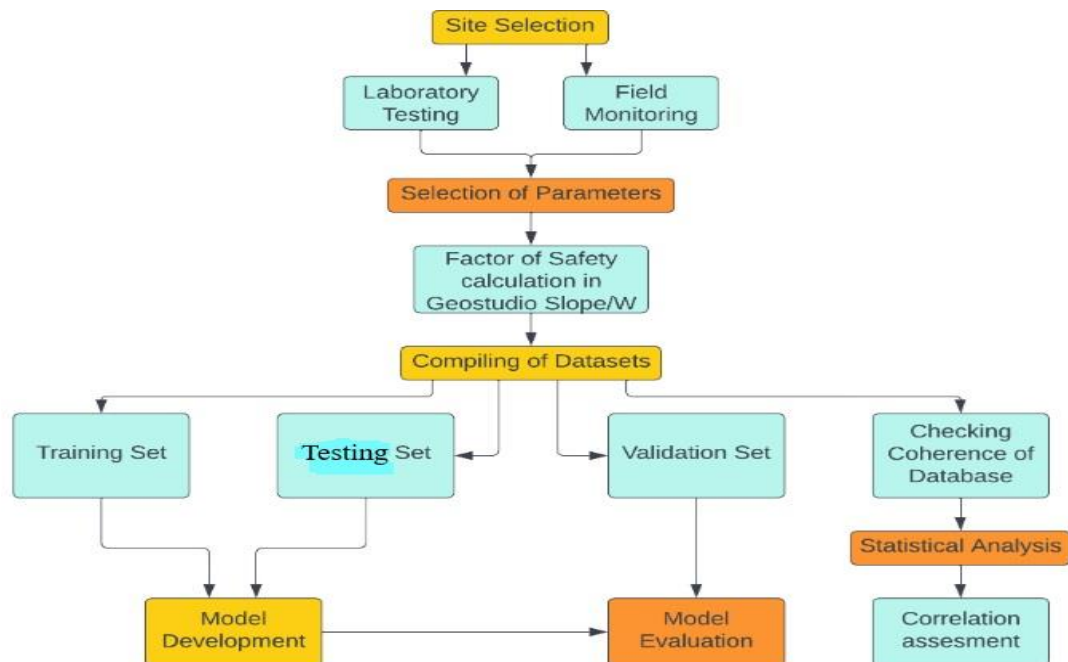 Site Selection
Laboratory
Testing
Field
Monitoring
Selection of Parameters
Factor of Safety
calculation in
Geostudio Slope/W
Compiling of Datasets
Training Set
Testing Set
Validation Set
Checking
Coherence of
Database
Statistical Analysis
Model
Development
Model
Evaluation
Correlation
assesment